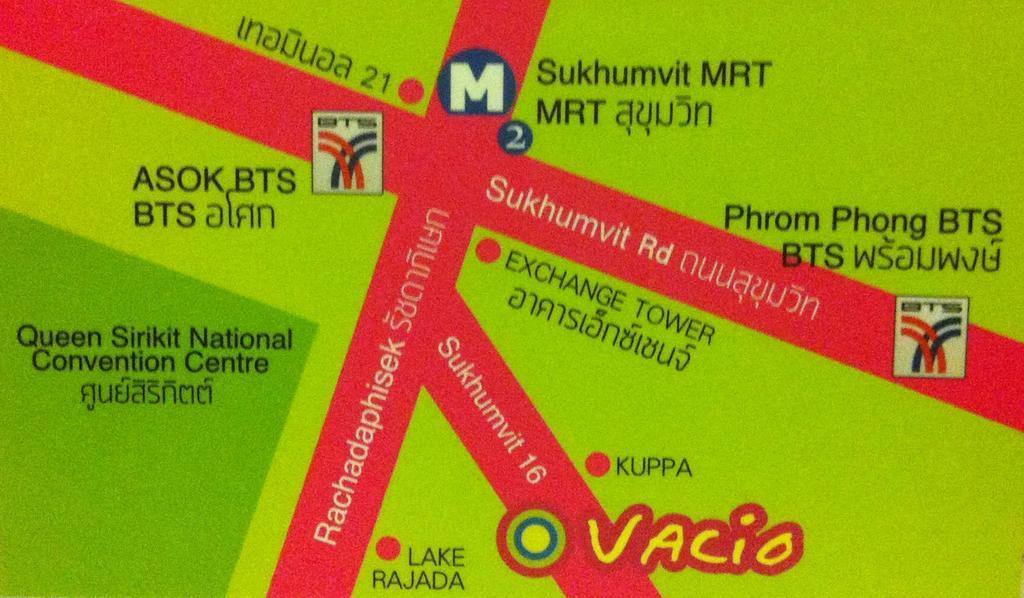 เทอมินอล 21
M
Sukhumvit MRT
MRT สุขุมวิท
2
BTS
ASOK BTS
BTS อโศก
Sukhumvit Rd ถนนสุขุมวิท
Phrom Phong BTS
BTS พร้อมพงษ์
BTS
EXCHANGE TOWER
อาคารเอ็กซ์เชนจ์
Queen Sirikit National
Convention Centre
ศูนย์สิริกิตต์
Rachadaphisek รัชดาภิเษก
Sukhumvit 16
KUPPA
VACiO
LAKE
RAJADA